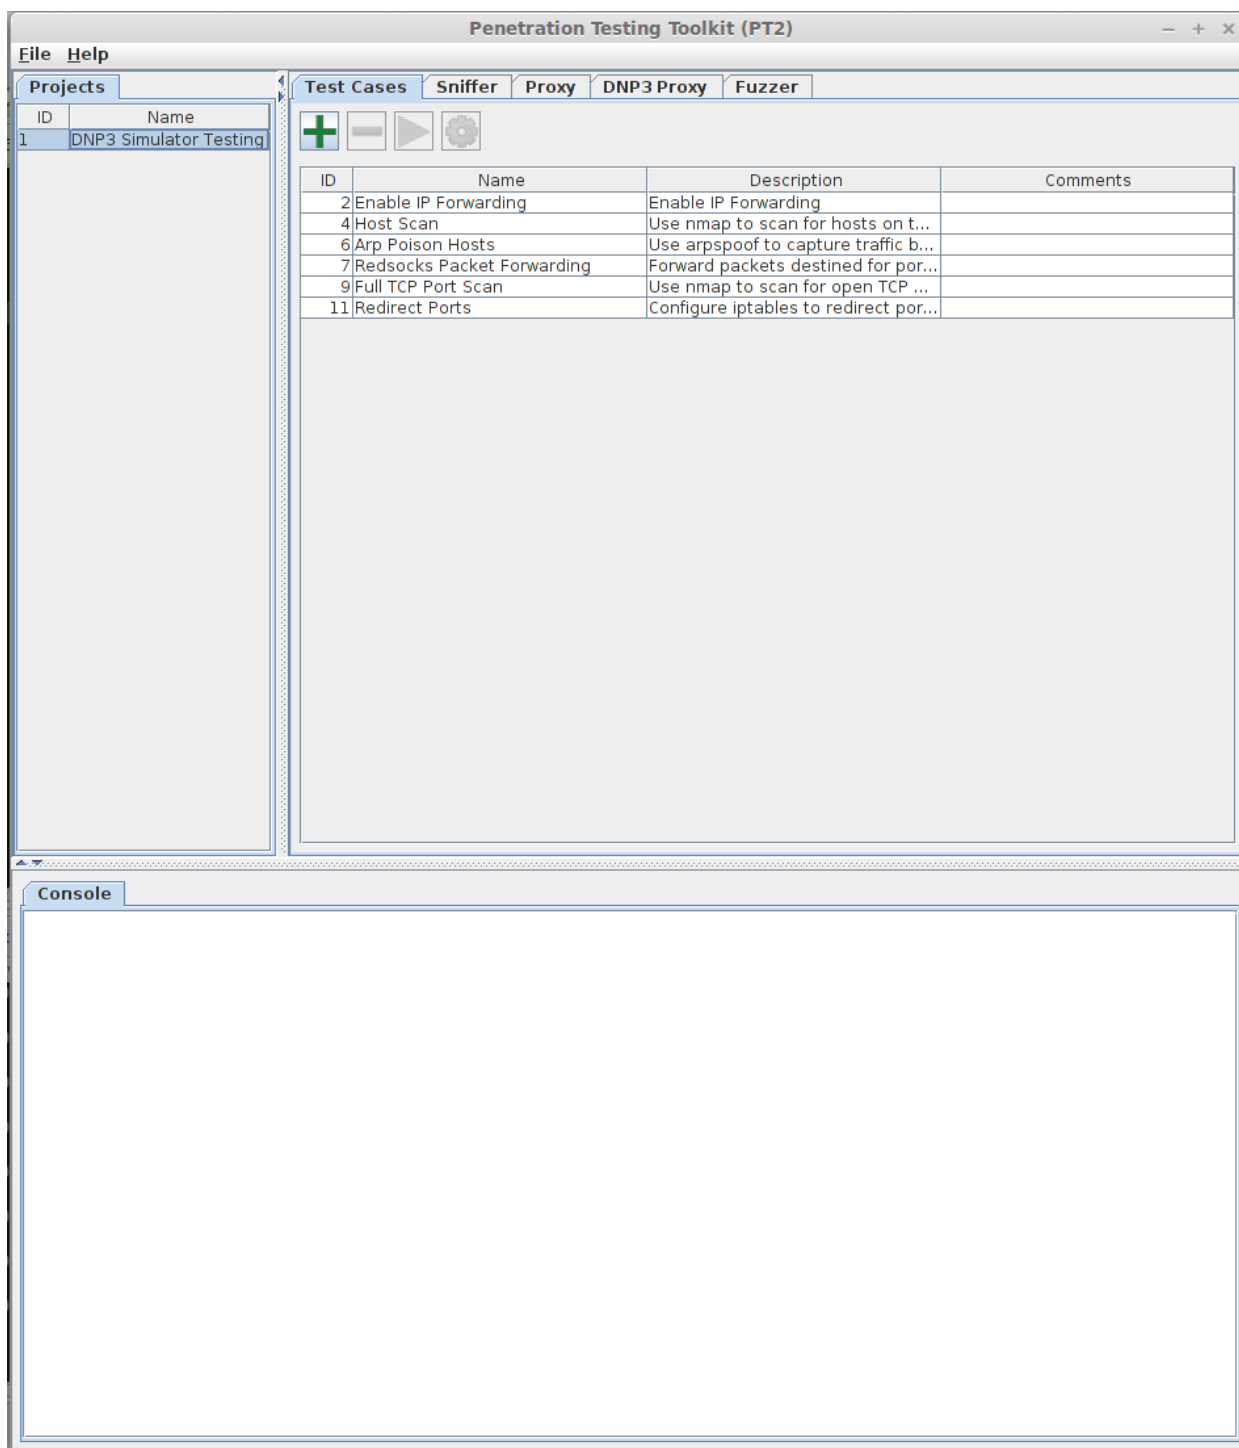 Penetration Testing Toolkit (PT2)
File Help
Projects
ID Name
1 DNP3 Simulator Testing
Test Cases Sniffer Proxy DNP3 Proxy Fuzzer
ID Name Description Comments
2 Enable IP Forwarding Enable IP Forwarding
4 Host Scan Use nmap to scan for hosts on t...
6 Arp Poison Hosts Use arpspoof to capture traffic b...
7 Redsocks Packet Forwarding Forward packets destined for por...
9 Full TCP Port Scan Use nmap to scan for open TCP ...
11 Redirect Ports Configure iptables to redirect por...
Console